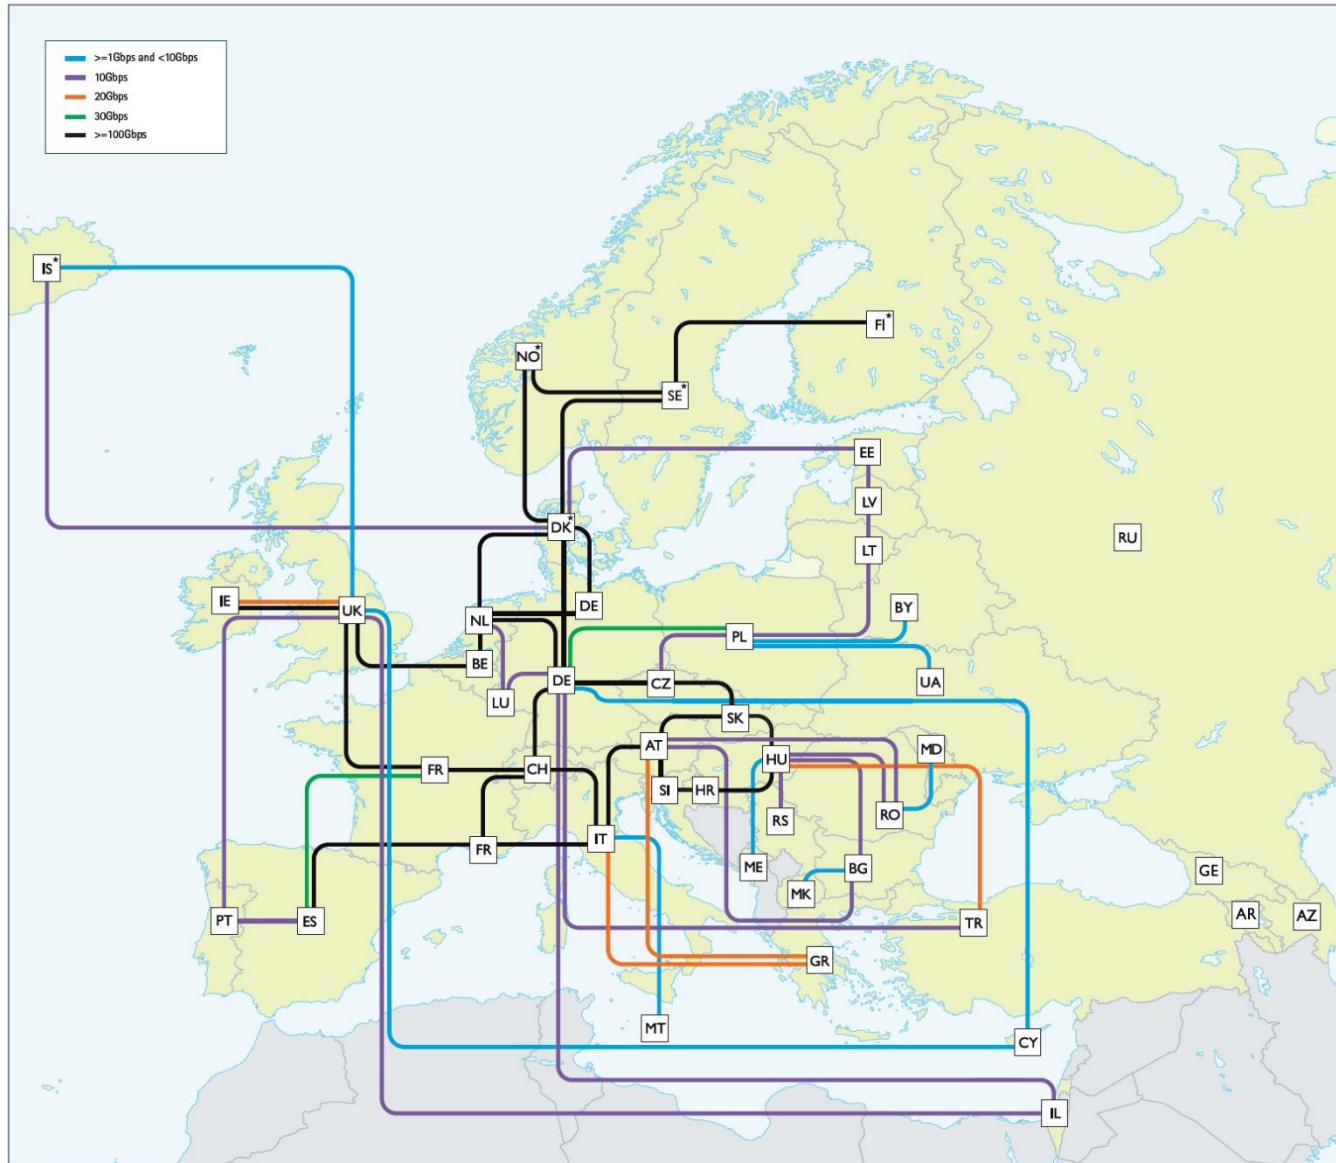 >=1Gbps and <10Gbps
10Gbps
20Gbps
30Gbps
>=100Gbps
IS*
FI*
NO*
SE*
EE
LV
DK*
RU
LT
IE
UK
NL
DE
BY
PL
BE
LU
DE
CZ
UA
SK
AT
MD
FR
CH
HU
SI
HR
RO
RS
IT
FR
ME
BG
GE
MK
PT
ES
TR
AR
AZ
GR
MT
CY
IL